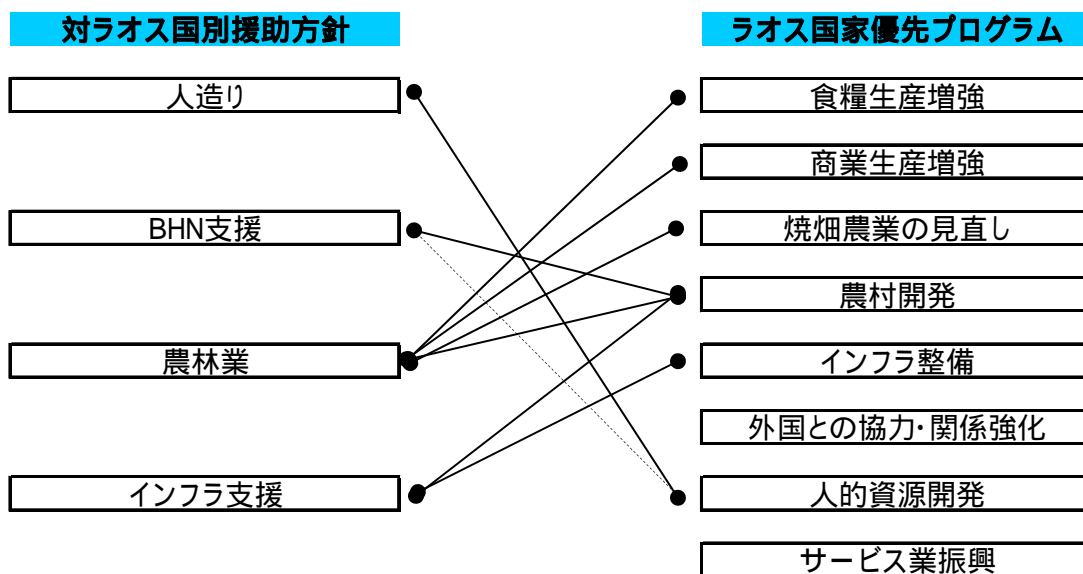 対ラオス国別援助方針
人造り
BHN支援
農林業
インフラ支援
ラオス国家優先プログラム
食糧生産増強
商業生産増強
焼畑農業の見直し
農村開発
インフラ整備
外国との協力・関係強化
人的資源開発
サービス業振興